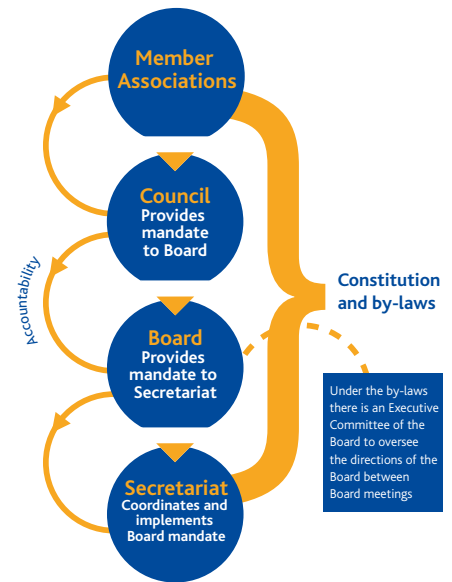 Member
Associations
Council
Provides
mandate
to Board
Accountability
Board
Provides
mandate to
Secretariat
Secretariat
Coordinates and
implements
Board mandate
Constitution
and by-laws
Under the by-laws
there is an Executive
Committee of the
Board to oversee
the directions of the
Board between
Board meetings